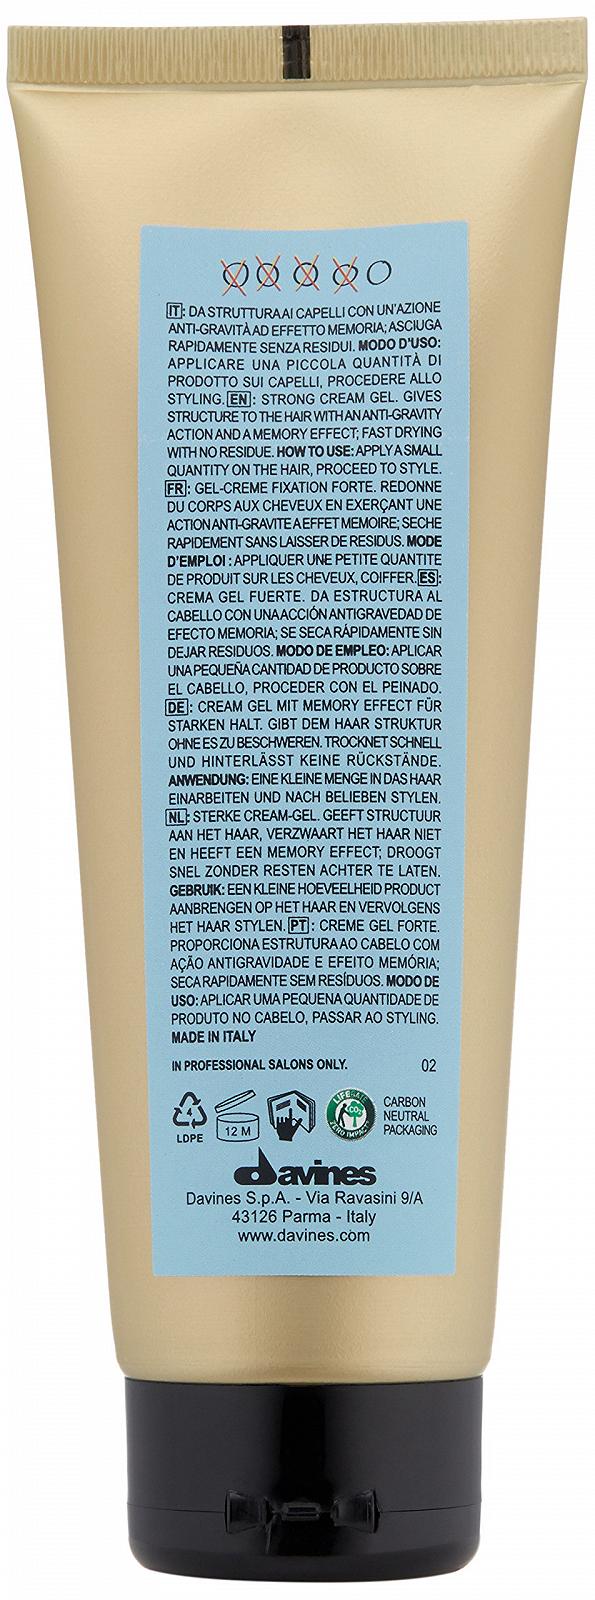 IT: DA STRUTTURA AI CAPELLI CON UN'AZIONE
ANTI-GRAVITÀ AD EFFETTO MEMORIA; ASCIUGA
RAPIDAMENTE SENZA RESIDUI. MODO D'USO:
APPLICARE UNA PICCOLA QUANTITÀ DI
PRODOTTO SUI CAPELLI, PROCEDERE ALLO
STYLING. EN: STRONG CREAM GEL. GIVES
STRUCTURE TO THE HAIR WITH AN ANTI-GRAVITY
ACTION AND A MEMORY EFFECT; FAST DRYING
WITH NO RESIDUE. HOW TO USE: APPLY A SMALL
QUANTITY ON THE HAIR, PROCEED TO STYLE.
FR: GEL-CREME FIXATION FORTE. REDONNE
DU CORPS AUX CHEVEUX EN EXERÇANT UNE
ACTION ANTI-GRAVITE A EFFET MEMOIRE; SECHE
RAPIDEMENT SANS LAISSER DE RESIDUS. MODE
D'EMPLOI : APPLIQUER UNE PETITE QUANTITE
DE PRODUIT SUR LES CHEVEUX, COIFFER. ES:
CREMA GEL FUERTE. DA ESTRUCTURA AL
CABELLO CON UNA ACCIÓN ANTIGRAVEDAD DE
EFECTO MEMORIA; SE SECA RÁPIDAMENTE SIN
DEJAR RESIDUOS. MODO DE EMPLEO: APLICAR
UNA PEQUEÑA CANTIDAD DE PRODUCTO SOBRE
EL CABELLO, PROCEDER CON EL PEINADO.
DE: CREAM GEL MIT MEMORY EFFECT FÜR
STARKEN HALT. GIBT DEM HAAR STRUKTUR
OHNE ES ZU BESCHWEREN. TROCKNET SCHNELL
UND HINTERLÄSST KEINE RÜCKSTÄNDE.
ANWENDUNG: EINE KLEINE MENGE IN DAS HAAR
EINARBEITEN UND NACH BELIEBEN STYLEN.
NL: STERKE CREAM-GEL. GEEFT STRUCTUUR
AAN HET HAAR, VERZWAART HET HAAR NIET
EN HEEFT EEN MEMORY EFFECT; DROOGT
SNEL ZONDER RESTEN ACHTER TE LATEN.
GEBRUIK: EEN KLEINE HOEVEELHEID PRODUCT
AANBRENGEN OP HET HAAR EN VERVOLGENS
HET HAAR STYLEN. PT: CREME GEL FORTE.
PROPORCIONA ESTRUTURA AO CABELO COM
AÇÃO ANTIGRAVIDADE E EFEITO MEMÓRIA;
SECA RAPIDAMENTE SEM RESÍDUOS. MODO DE
USO: APLICAR UMA PEQUENA QUANTIDADE DE
PRODUTO NO CABELO, PASSAR AO STYLING.
MADE IN ITALY
IN PROFESSIONAL SALONS ONLY. 02
4
LDPE
12 M
LIFEGATE
CO2
ZERO IMPACT
CARBON
NEUTRAL
PACKAGING
davines
Davines S.p.A. - Via Ravasini 9/A
43126 Parma - Italy
www.davines.com